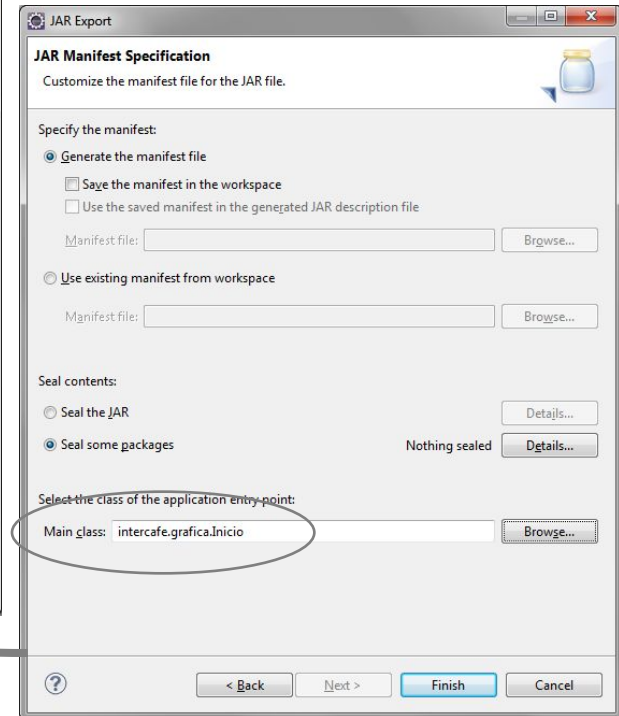 JAR Export
JAR Manifest Specification
Customize the manifest file for the JAR file.
Specify the manifest:
Generate the manifest file
Save the manifest in the workspace
Use the saved manifest in the generated JAR description file
Manifest file: Browse...
Use existing manifest from workspace
Manifest file: Browse...
Seal contents:
Seal the JAR Details...
Seal some packages Nothing sealed Details...
Select the class of the application entry point:
Main class: intercafe.grafica.Inicio Browse...
? < Back Next > Finish Cancel